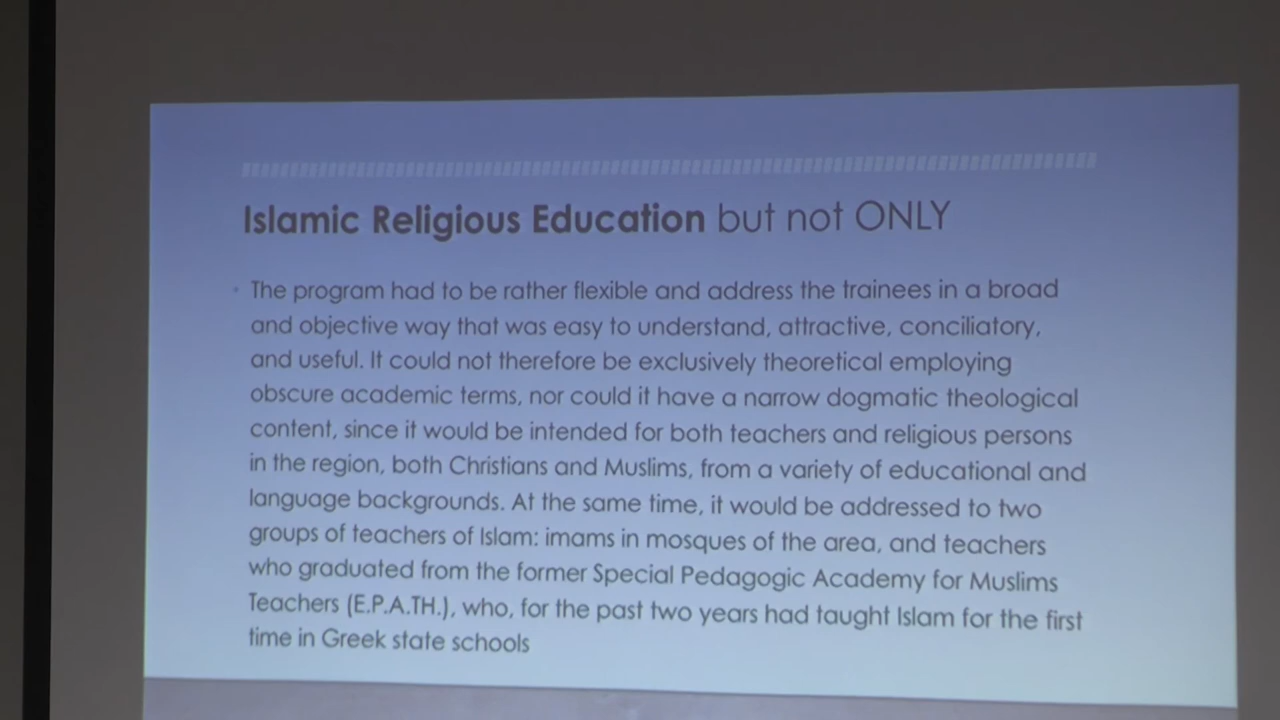 Islamic Religious Education but not ONLY
The program had to be rather flexible and address the trainees in a broad
and objective way that was easy to understand, attractive, conciliatory,
and useful. It could not therefore be exclusively theoretical employing
obscure academic terms, nor could it have a narrow dogmatic theological
content, since it would be intended for both teachers and religious persons
in the region, both Christians and Muslims, from a variety of educational and
language backgrounds. At the same time, it would be addressed to two
groups of teachers of Islam: imams in mosques of the area, and teachers
who graduated from the former Special Pedagogic Academy for Muslims
Teachers (E.P.A.TH.), who, for the past two years had taught Islam for the first
time in Greek state schools